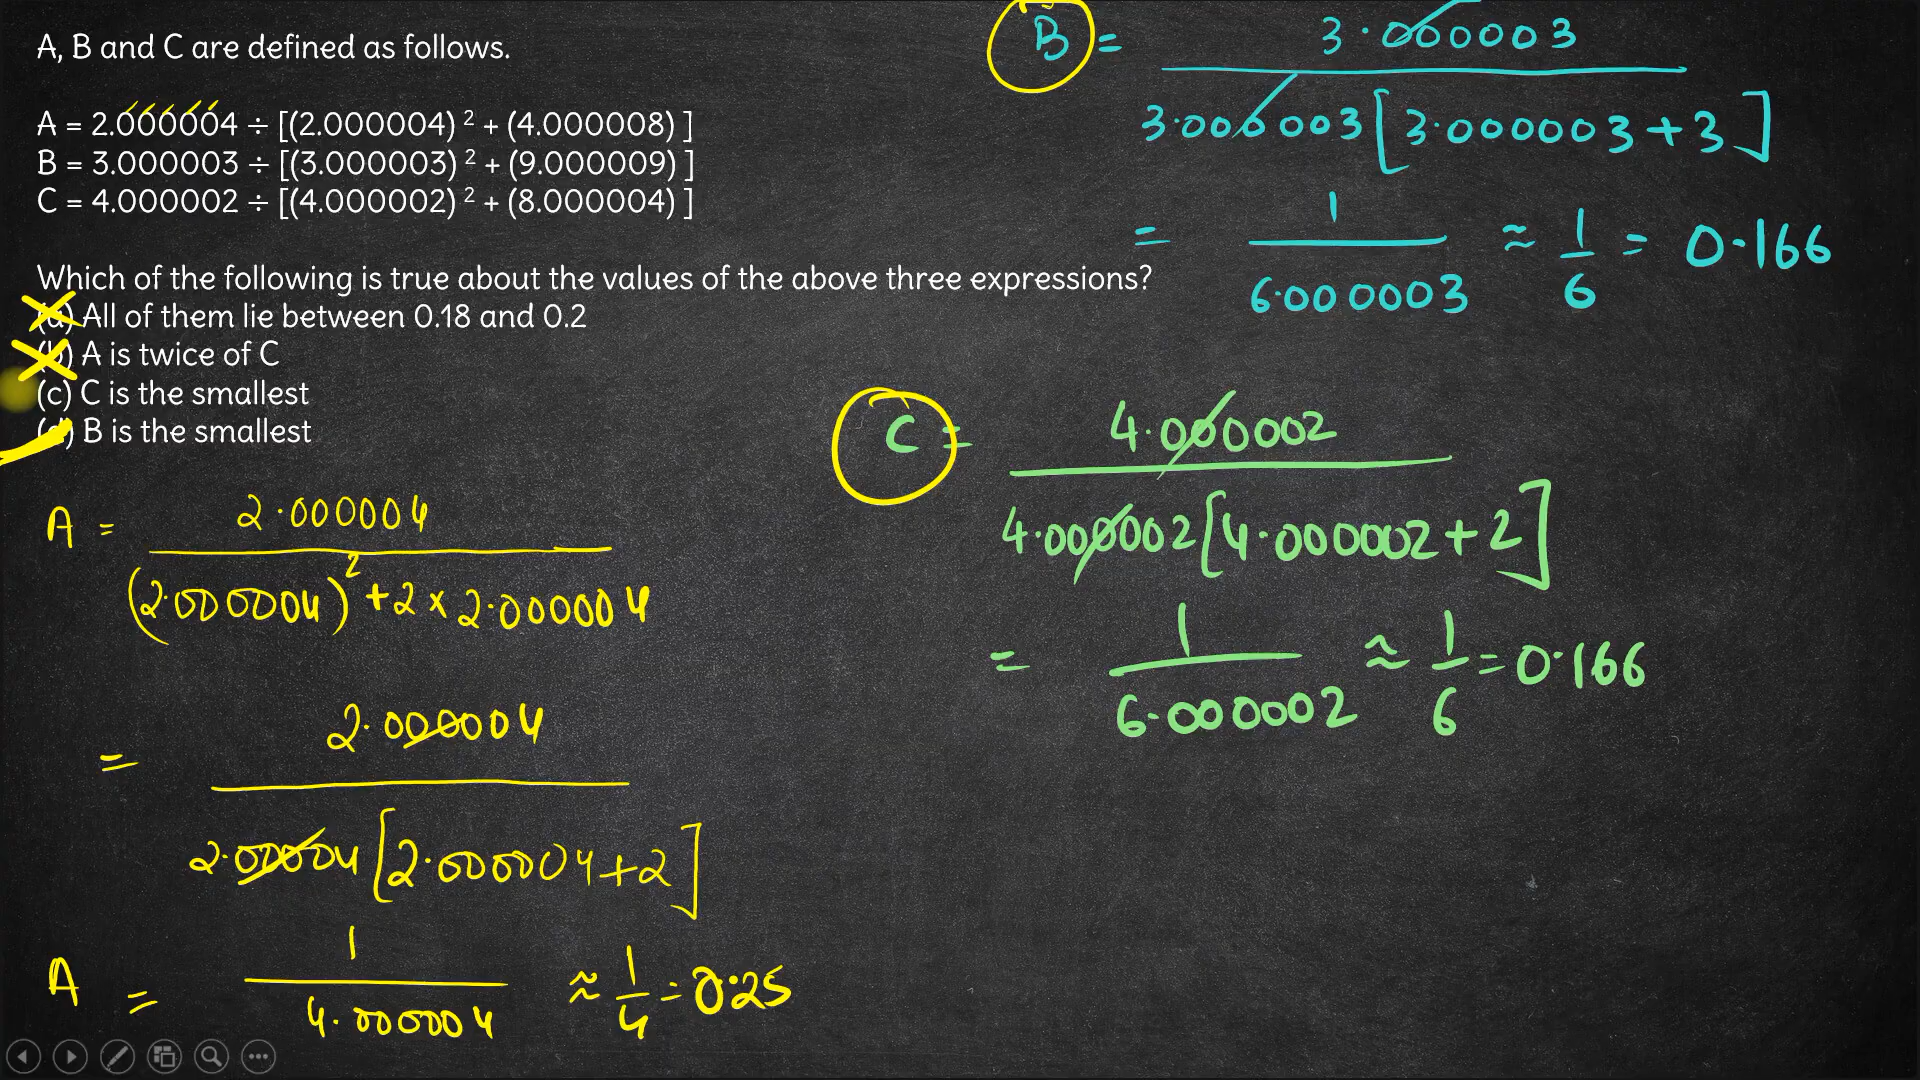 A, B and C are defined as follows.
A = 2.000004 ÷ [(2.000004) ² + (4.000008) ]
B = 3.000003 ÷ [(3.000003) ² + (9.000009) ]
C = 4.000002 ÷ [(4.000002) ² + (8.000004) ]
Which of the following is true about the values of the above three expressions?
(a) All of them lie between 0.18 and 0.2
(b) A is twice of C
(c) C is the smallest
(d) B is the smallest
A = 2.000004
(2.000004)² + 2 × 2.000004
= 2.000004
2.00004 [2.000004 + 2]
A = 1
4.000004
≈ 1/4 = 0.25
B = 3.000003
3.000003 [3.000003 + 3]
= 1
6.000003
≈ 1/6 = 0.166
C = 4.000002
4.000002 [4.000002 + 2]
= 1
6.000002
≈ 1/6 = 0.166